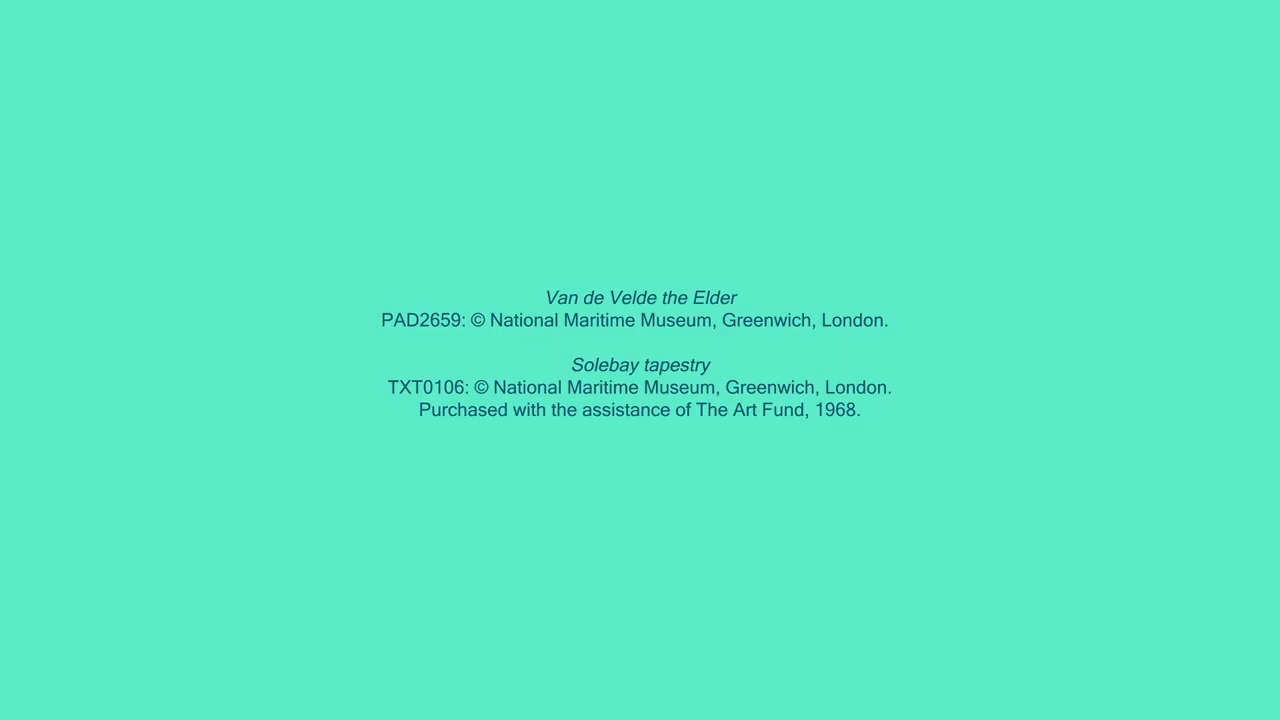 Van de Velde the Elder
PAD2659: © National Maritime Museum, Greenwich, London.
Solebay tapestry
TXT0106: © National Maritime Museum, Greenwich, London.
Purchased with the assistance of The Art Fund, 1968.